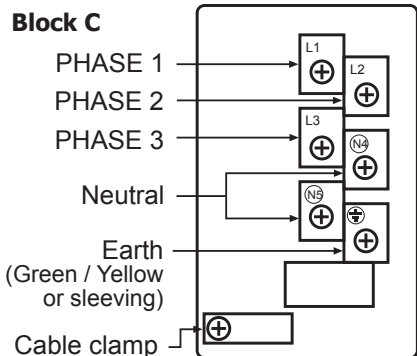 Block C
PHASE 1
PHASE 2
PHASE 3
Neutral
Earth
(Green / Yellow
or sleeving)
Cable clamp
L1
L2
L3
N4
N5